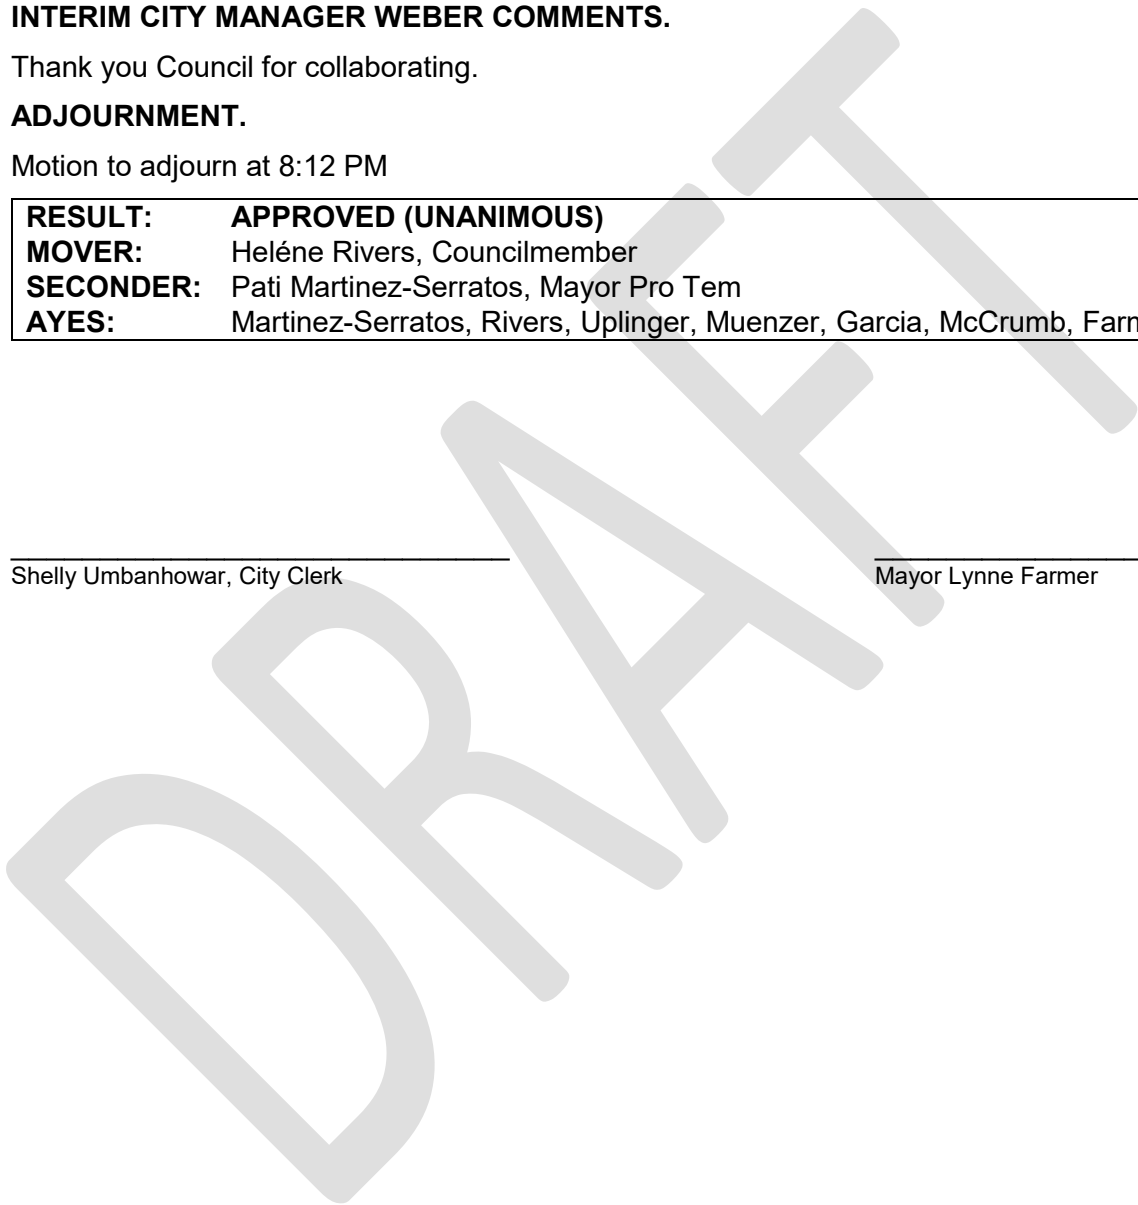 INTERIM CITY MANAGER WEBER COMMENTS.
Thank you Council for collaborating.
ADJOURNMENT.
Motion to adjourn at 8:12 PM
RESULT: APPROVED (UNANIMOUS)
MOVER: Heléne Rivers, Councilmember
SECONDER: Pati Martinez-Serratos, Mayor Pro Tem
AYES: Martinez-Serratos, Rivers, Uplinger, Muenzer, Garcia, McCrumb,
Shelly Umbanhowar, City Clerk Mayor Lynne Farmer
DRAFT